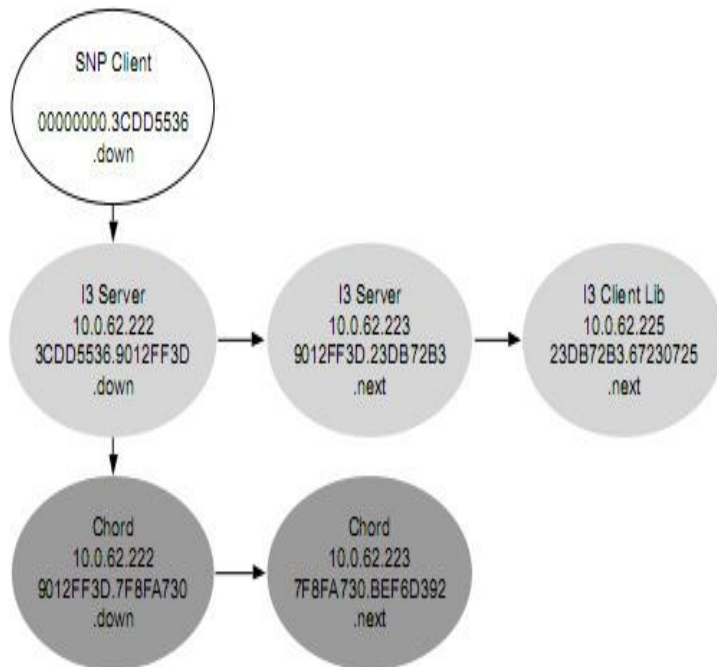 SNP Client
00000000.3CDD5536
.down
I3 Server
10.0.62.222
3CDD5536.9012FF3D
.down
I3 Server
10.0.62.223
9012FF3D.23DB72B3
.next
I3 Client Lib
10.0.62.225
23DB72B3.67230725
.next
Chord
10.0.62.222
9012FF3D.7F8FA730
.down
Chord
10.0.62.223
7F8FA730.BEF6D392
.next